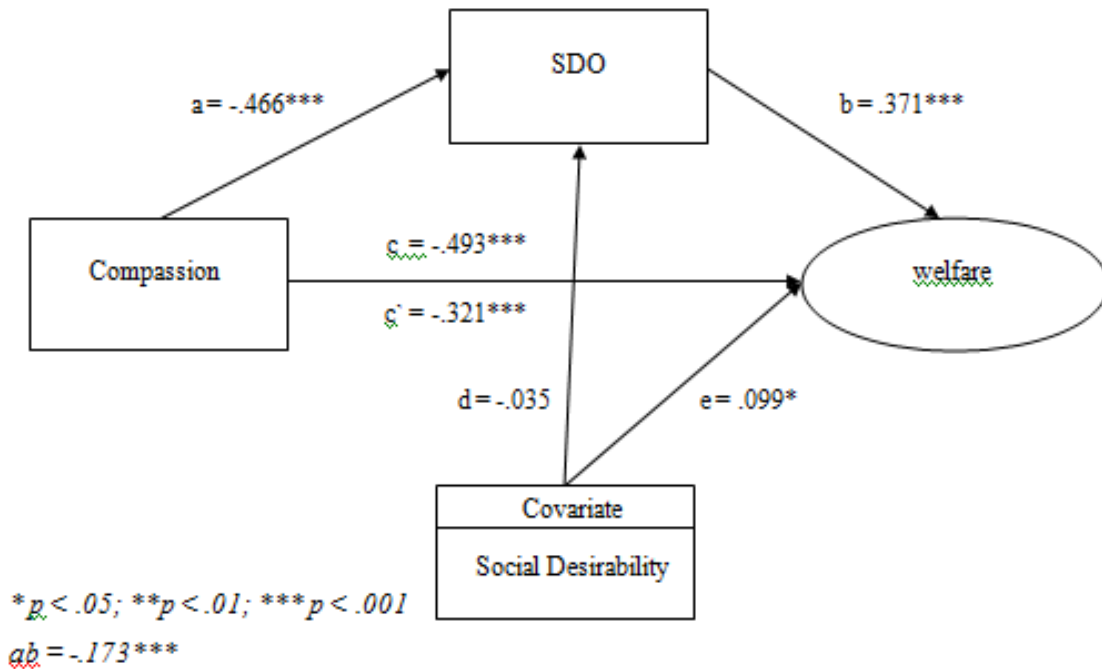 SDO
a = -.466***
b = .371***
Compassion
c = -.493***
c` = -.321***
welfare
d = -.035
e = .099*
Covariate
Social Desirability
*p < .05; **p < .01; ***p < .001
ab = -.173***